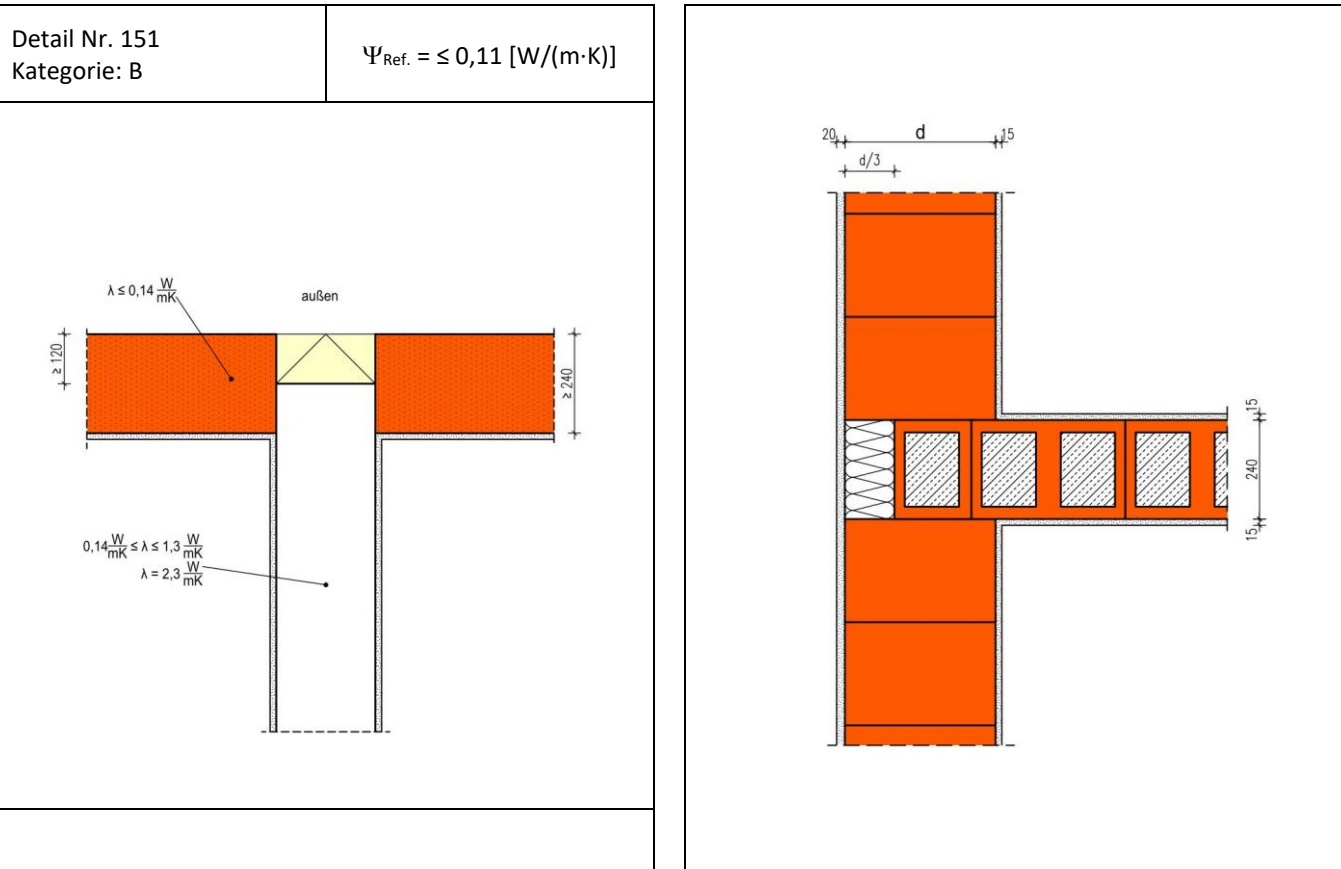 Detail Nr. 151
Kategorie: B
ΨRef. = ≤ 0,11 [W/(m·K)]
λ ≤ 0,14 W/mK
außen
≥ 120
≥ 240
0,14 W/mK ≤ λ ≤ 1,3 W/mK
λ = 2,3 W/mK
20
d
15
d/3
15
240
15